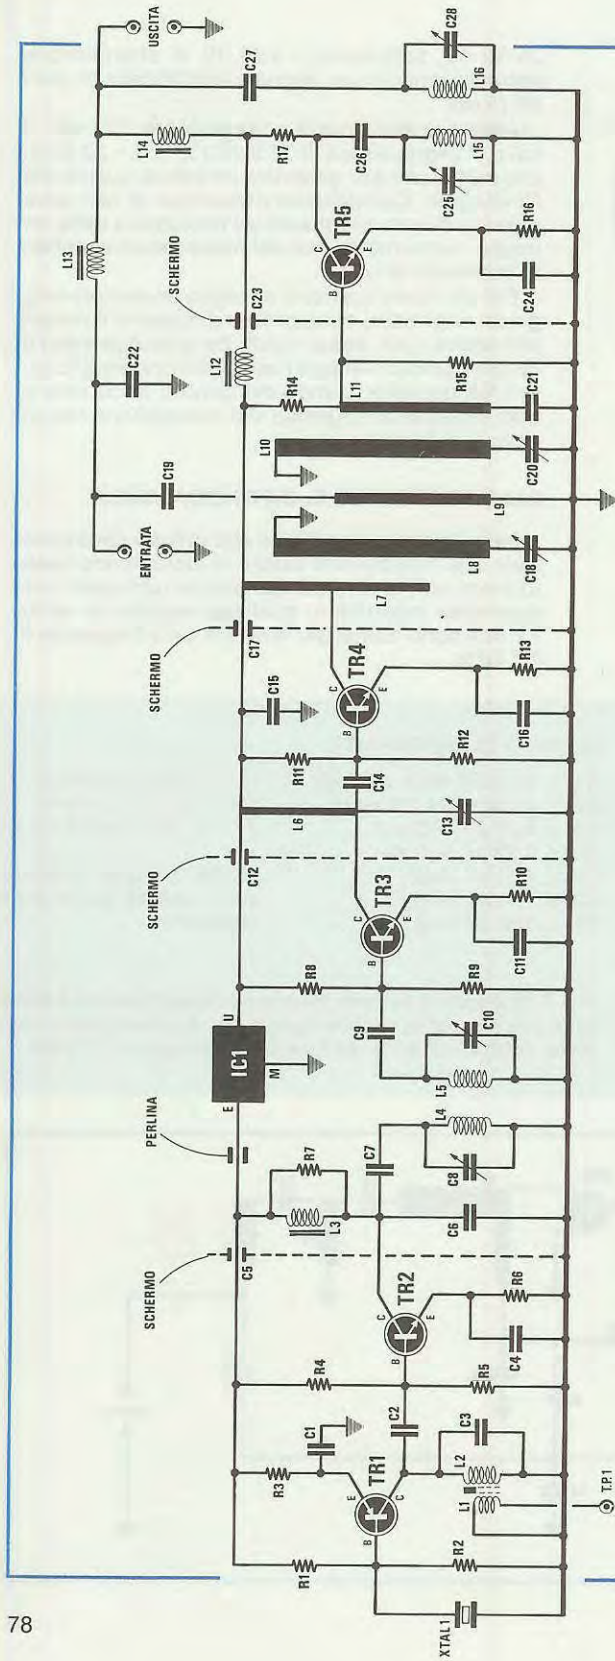 78
XTAL1
R1
R2
B
E
C
TR1
R3
C1
C2
L1
L2
C3
T.P.1
R4
R5
B
C
E
TR2
C4
R6
SCHERMO
C5
L3
R7
C6
C7
C8
L4
PERLINA
E
IC1
U
M
L5
C10
C9
R8
R9
B
C
E
TR3
C11
R10
SCHERMO
C12
L6
C13
C14
R11
R12
C15
B
C
E
TR4
C16
R13
SCHERMO
C17
L7
L8
C18
ENTRATA
C19
L9
L10
C20
C22
L11
C21
R14
R15
L12
L13
SCHERMO
C23
B
C
E
TR5
C24
R16
L14
R17
C26
C25
L15
C27
L16
C28
USCITA